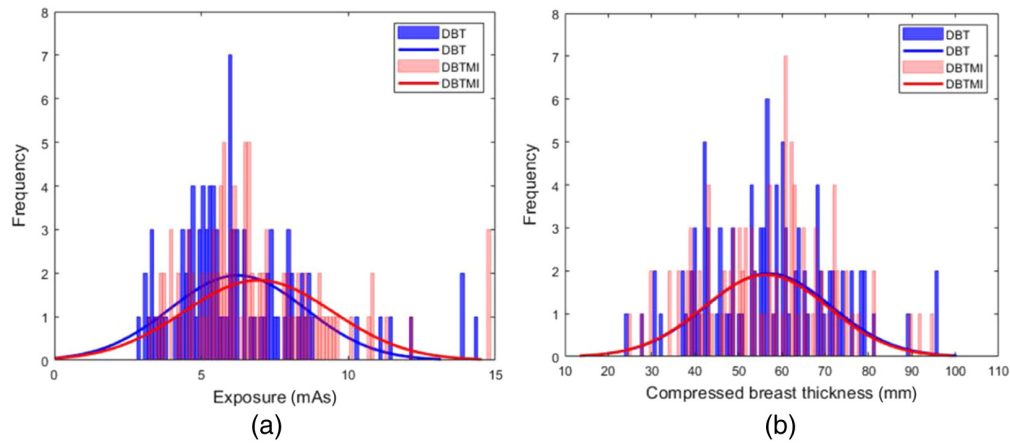 8
7
6
5
4
3
2
1
0
Frequency
0 5 10 15
Exposure (mAs)
DBT
DBT
DBTMI
DBTMI
(a)
8
7
6
5
4
3
2
1
0
Frequency
10 20 30 40 50 60 70 80 90 100 110
Compressed breast thickness (mm)
DBT
DBT
DBTMI
DBTMI
(b)